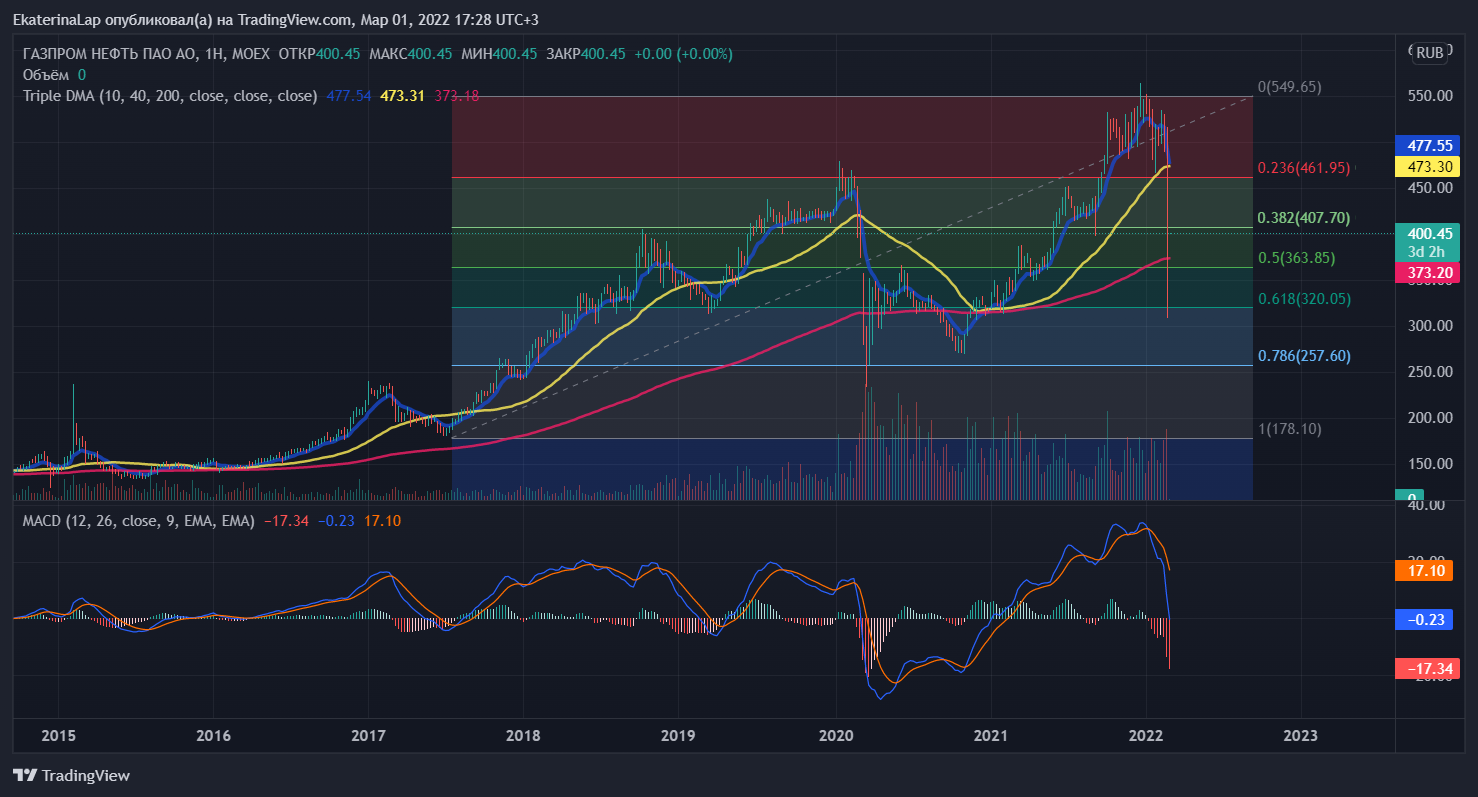 EkaterinaLap опубликовал(а) на TradingView.com, Мар 01, 2022 17:28 UTC+3
ГАЗПРОМ НЕФТЬ ПАО АО, 1Н, MOEX ОТКР400.45 МАКС400.45 МИН400.45 ЗАКР400.45 +0.00 (+0.00%)
Объём 0
Triple DMA (10, 40, 200, close, close, close) 477.54 473.31 373.18
RUB
0(549.65)
550.00
477.55
0.236(461.95)
473.30
450.00
0.382(407.70)
400.45
3d 2h
0.5(363.85)
373.20
0.618(320.05)
300.00
0.786(257.60)
250.00
200.00
1(178.10)
150.00
0
MACD (12, 26, close, 9, EMA, EMA) −17.34 −0.23 17.10
40.00
17.10
−0.23
−17.34
2015 2016 2017 2018 2019 2020 2021 2022 2023
TradingView